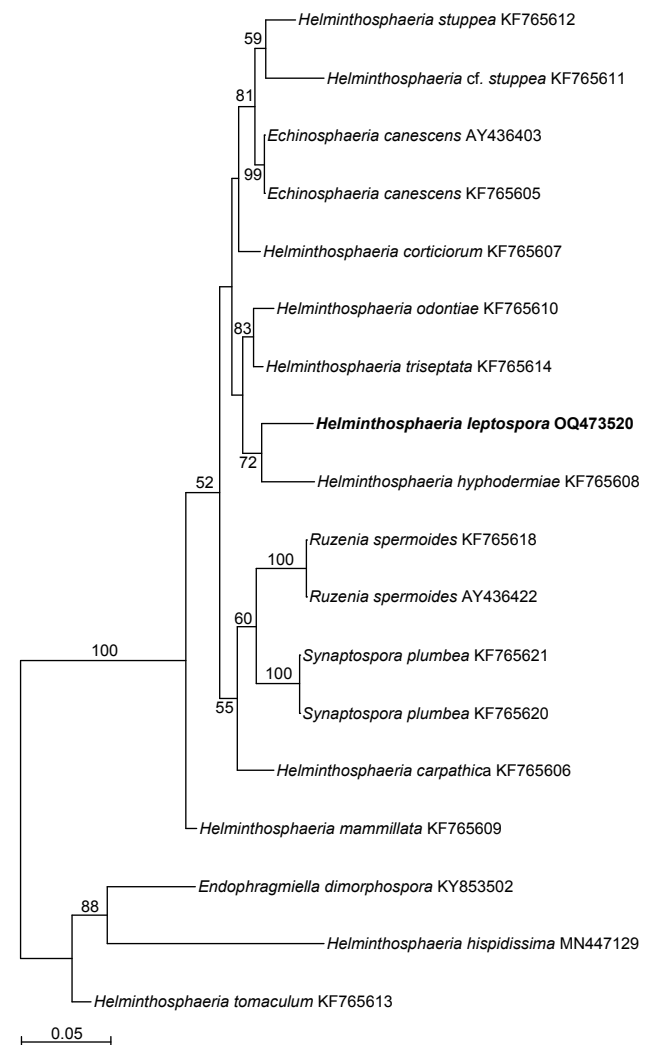 Helminthosphaeria stuppea KF765612
59
Helminthosphaeria cf. stuppea KF765611
81
Echinosphaeria canescens AY436403
99
Echinosphaeria canescens KF765605
Helminthosphaeria corticiorum KF765607
Helminthosphaeria odontiae KF765610
83
Helminthosphaeria triseptata KF765614
Helminthosphaeria leptospora OQ473520
72
Helminthosphaeria hyphodermiae KF765608
52
Ruzenia spermoides KF765618
100
Ruzenia spermoides AY436422
60
Synaptospora plumbea KF765621
100
100
Synaptospora plumbea KF765620
55
Helminthosphaeria carpathica KF765606
Helminthosphaeria mammillata KF765609
Endophragmiella dimorphospora KY853502
88
Helminthosphaeria hispidissima MN447129
Helminthosphaeria tomaculum KF765613
0.05